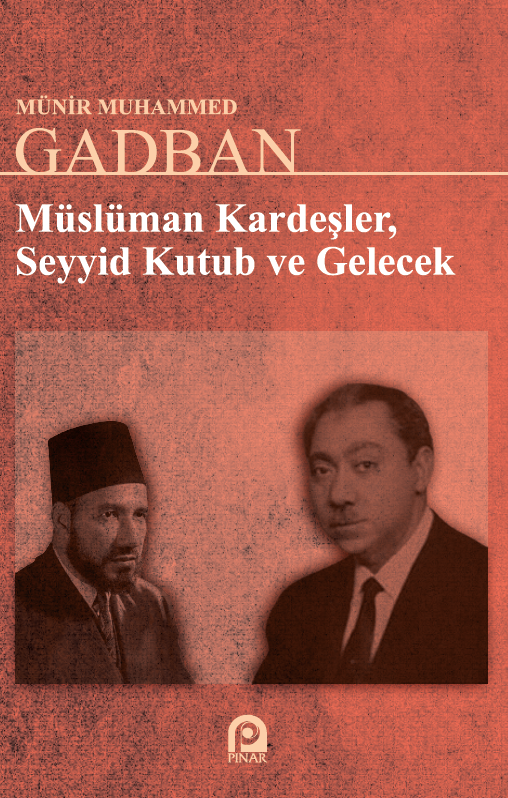 MÜNİR MUHAMMED
GADBAN
Müslüman Kardeşler,
Seyyid Kutub ve Gelecek
PINAR